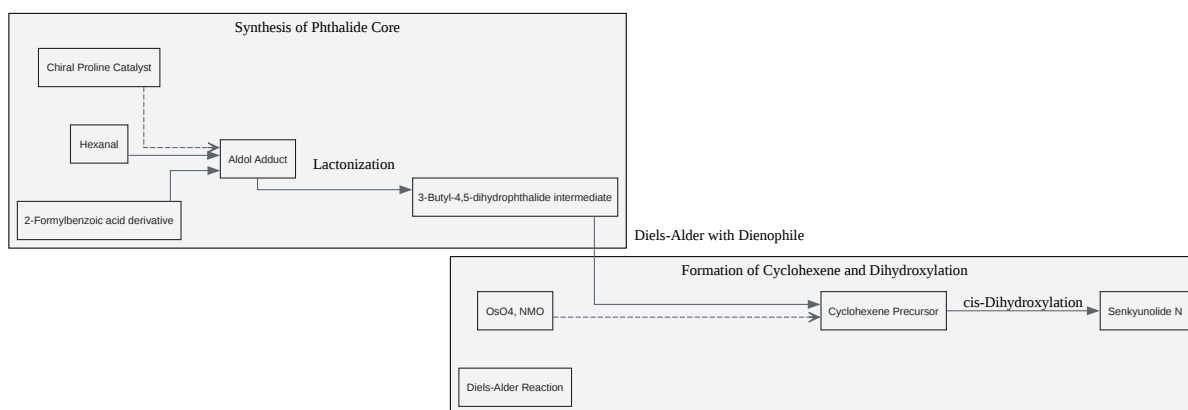 Synthesis of Phthalide Core
Chiral Proline Catalyst
Hexanal
Aldol Adduct
Lactonization
3-Butyl-4,5-dihydrophthalide intermediate
2-Formylbenzoic acid derivative
Diels-Alder with Dienophile
Formation of Cyclohexene and Dihydroxylation
OsO4, NMO
Cyclohexene Precursor
cis-Dihydroxylation
Senkyunolide N
Diels-Alder Reaction